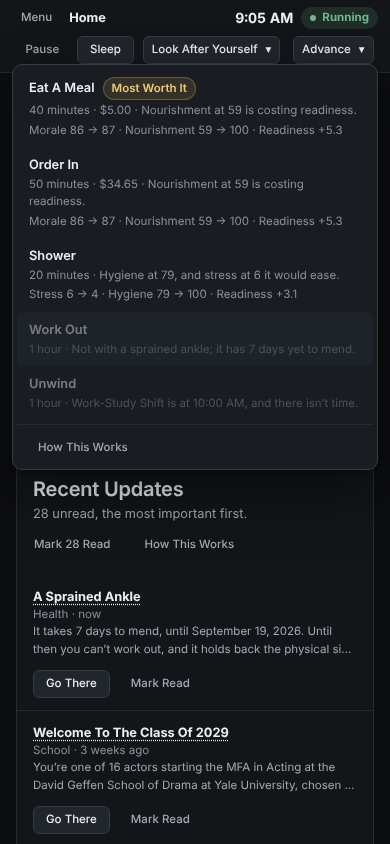 Menu Home 9:05 AM Running
Pause Sleep Look After Yourself ▾ Advance ▾
Eat A Meal Most Worth It
40 minutes · $5.00 · Nourishment at 59 is costing readiness.
Morale 86 → 87 · Nourishment 59 → 100 · Readiness +5.3
Order In
50 minutes · $34.65 · Nourishment at 59 is costing
readiness.
Morale 86 → 87 · Nourishment 59 → 100 · Readiness +5.3
Shower
20 minutes · Hygiene at 79, and stress at 6 it would ease.
Stress 6 → 4 · Hygiene 79 → 100 · Readiness +3.1
Work Out
1 hour · Not with a sprained ankle; it has 7 days yet to mend.
Unwind
1 hour · Work-Study Shift is at 10:00 AM, and there isn't time.
How This Works
Recent Updates
28 unread, the most important first.
Mark 28 Read How This Works
A Sprained Ankle
Health · now
It takes 7 days to mend, until September 19, 2026. Until
then you can't work out, and it holds back the physical si...
Go There Mark Read
Welcome To The Class Of 2029
School · 3 weeks ago
You're one of 16 actors starting the MFA in Acting at the
David Geffen School of Drama at Yale University, chosen ...
Go There Mark Read